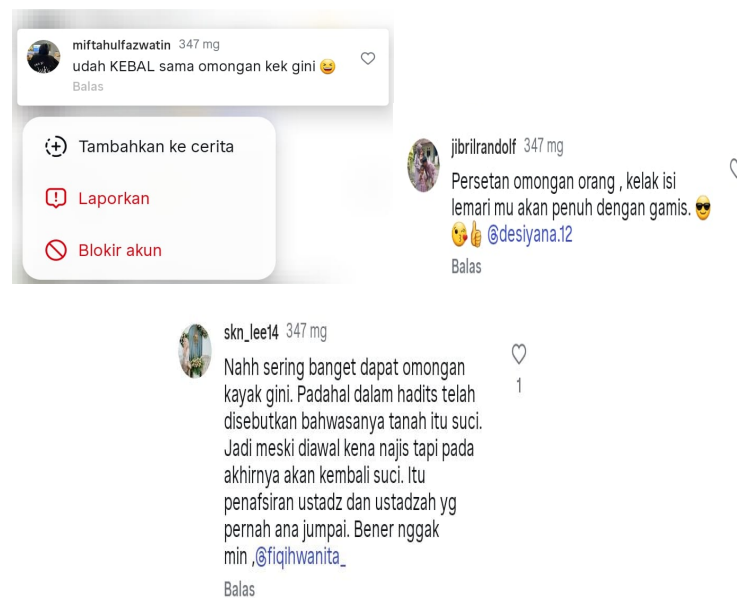 miftahulfazwatin 347 mg
udah KEBAL sama omongan kek gini 😆
Balas
Tambahkan ke cerita
Laporkan
Blokir akun
jibrilrandolf 347 mg
Persetan omongan orang , kelak isi
lemari mu akan penuh dengan gamis. 😎
😘👍 @desiyana.12
Balas
skn_lee14 347 mg
Nahh sering banget dapat omongan
kayak gini. Padahal dalam hadits telah
disebutkan bahwasanya tanah itu suci.
Jadi meski diawal kena najis tapi pada
akhirnya akan kembali suci. Itu
penafsiran ustadz dan ustadzah yg
pernah ana jumpai. Bener nggak
min ,@fiqihwanita_
Balas
1